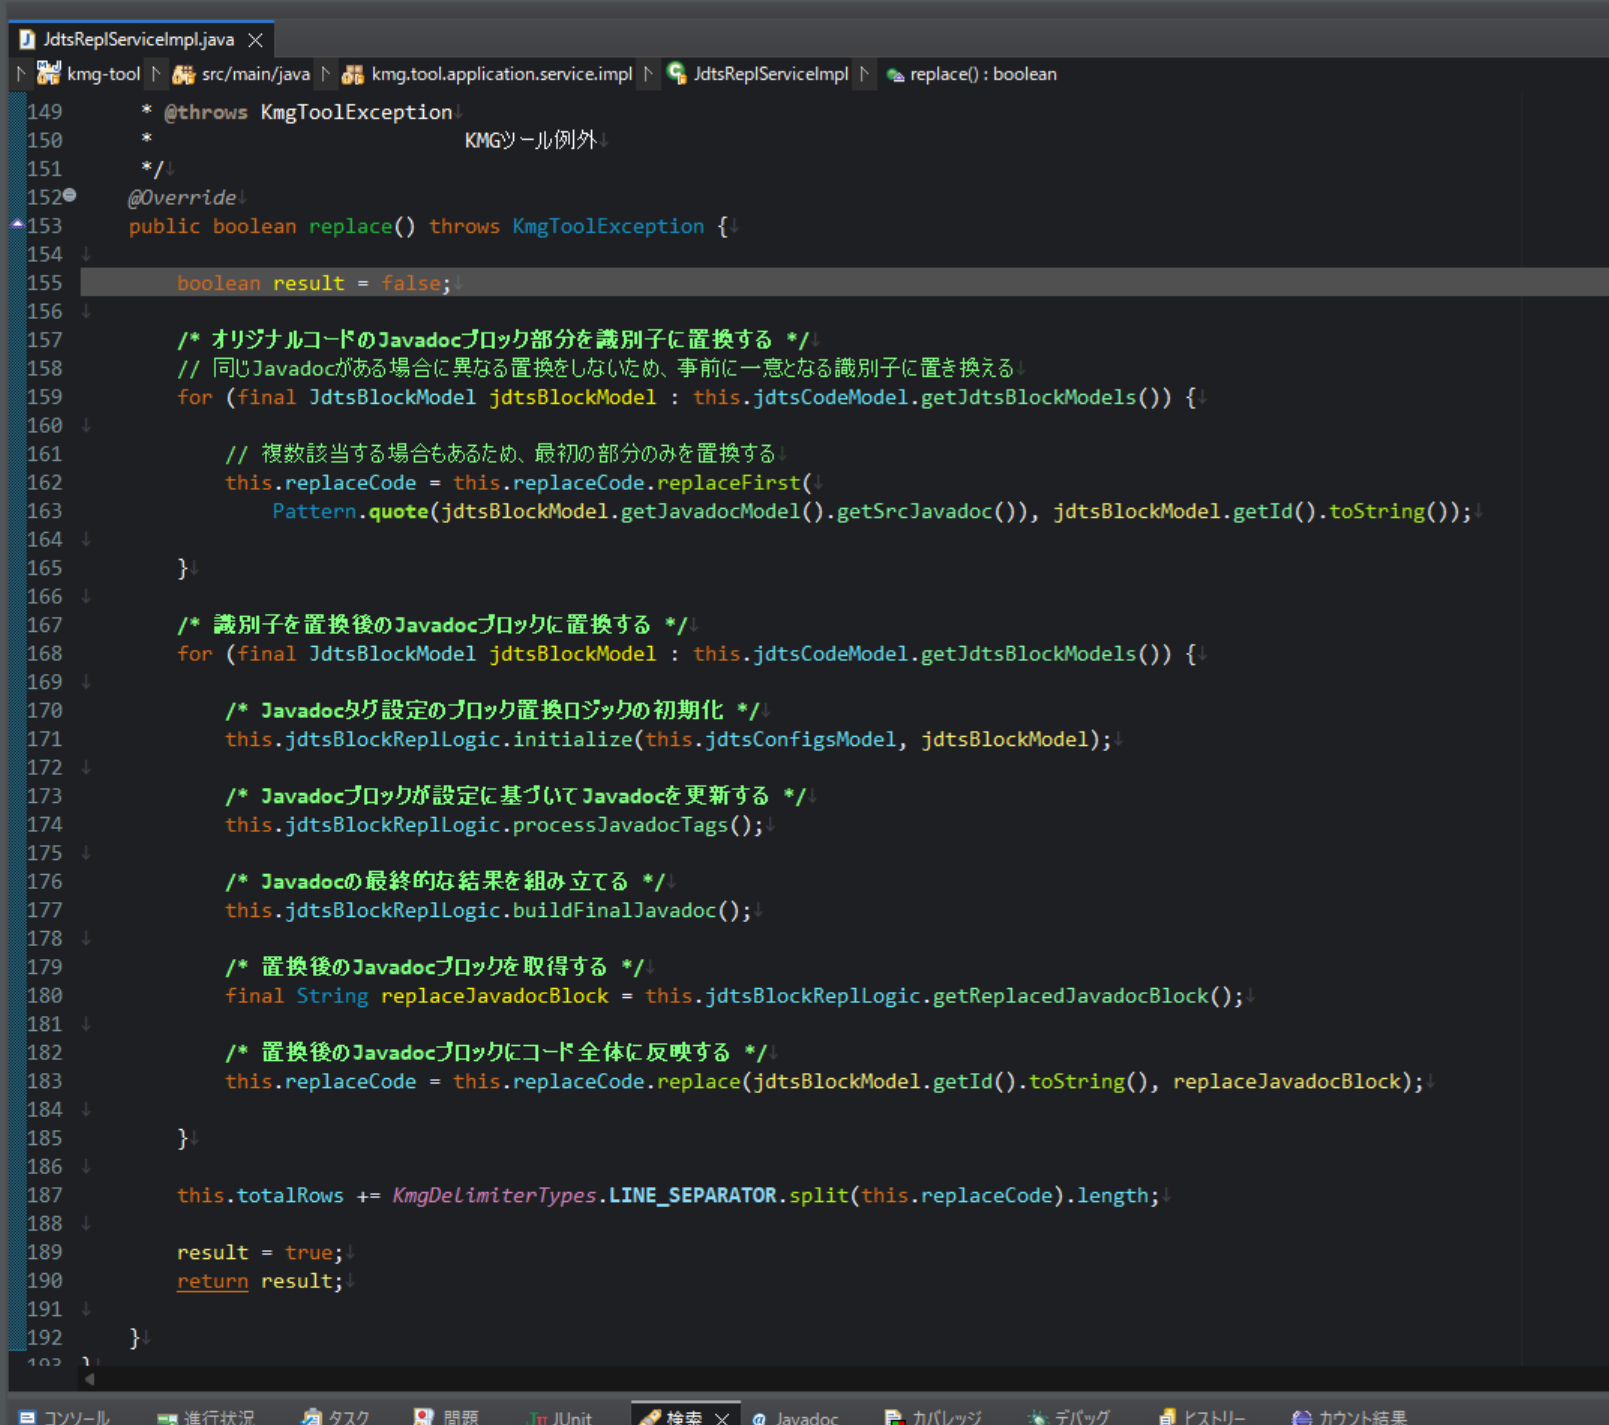 JdtsReplServiceImpl.java
kmg-tool src/main/java kmg.tool.application.service.impl JdtsReplServiceImpl replace() : boolean
149 * @throws KmgToolException↓
150 * KMGツール例外↓
151 */↓
152 @Override↓
153 public boolean replace() throws KmgToolException {↓
154 ↓
155 boolean result = false;↓
156 ↓
157 /* オリジナルコードのJavadocブロック部分を識別子に置換する */↓
158 // 同じJavadocがある場合に異なる置換をしないため、事前に一意となる識別子に置き換える↓
159 for (final JdtsBlockModel jdtsBlockModel : this.jdtsCodeModel.getJdtsBlockModels()) {↓
160 ↓
161 // 複数該当する場合もあるため、最初の部分のみを置換する↓
162 this.replaceCode = this.replaceCode.replaceFirst(↓
163 Pattern.quote(jdtsBlockModel.getJavadocModel().getSrcJavadoc()), jdtsBlockModel.getId().toString());↓
164 ↓
165 }↓
166 ↓
167 /* 識別子を置換後のJavadocブロックに置換する */↓
168 for (final JdtsBlockModel jdtsBlockModel : this.jdtsCodeModel.getJdtsBlockModels()) {↓
169 ↓
170 /* Javadocタグ設定のブロック置換ロジックの初期化 */↓
171 this.jdtsBlockReplLogic.initialize(this.jdtsConfigsModel, jdtsBlockModel);↓
172 ↓
173 /* Javadocブロックが設定に基づいてJavadocを更新する */↓
174 this.jdtsBlockReplLogic.processJavadocTags();↓
175 ↓
176 /* Javadocの最終的な結果を組み立てる */↓
177 this.jdtsBlockReplLogic.buildFinalJavadoc();↓
178 ↓
179 /* 置換後のJavadocブロックを取得する */↓
180 final String replaceJavadocBlock = this.jdtsBlockReplLogic.getReplacedJavadocBlock();↓
181 ↓
182 /* 置換後のJavadocブロックにコード全体に反映する */↓
183 this.replaceCode = this.replaceCode.replace(jdtsBlockModel.getId().toString(), replaceJavadocBlock);↓
184 ↓
185 }↓
186 ↓
187 this.totalRows += KmgDelimiterTypes.LINE_SEPARATOR.split(this.replaceCode).length;↓
188 ↓
189 result = true;↓
190 return result;↓
191 ↓
192 }↓
193 }
コンソール 進行状況 タスク 問題 JUnit 検索 Javadoc カバレッジ デバッグ ヒストリー カウント結果